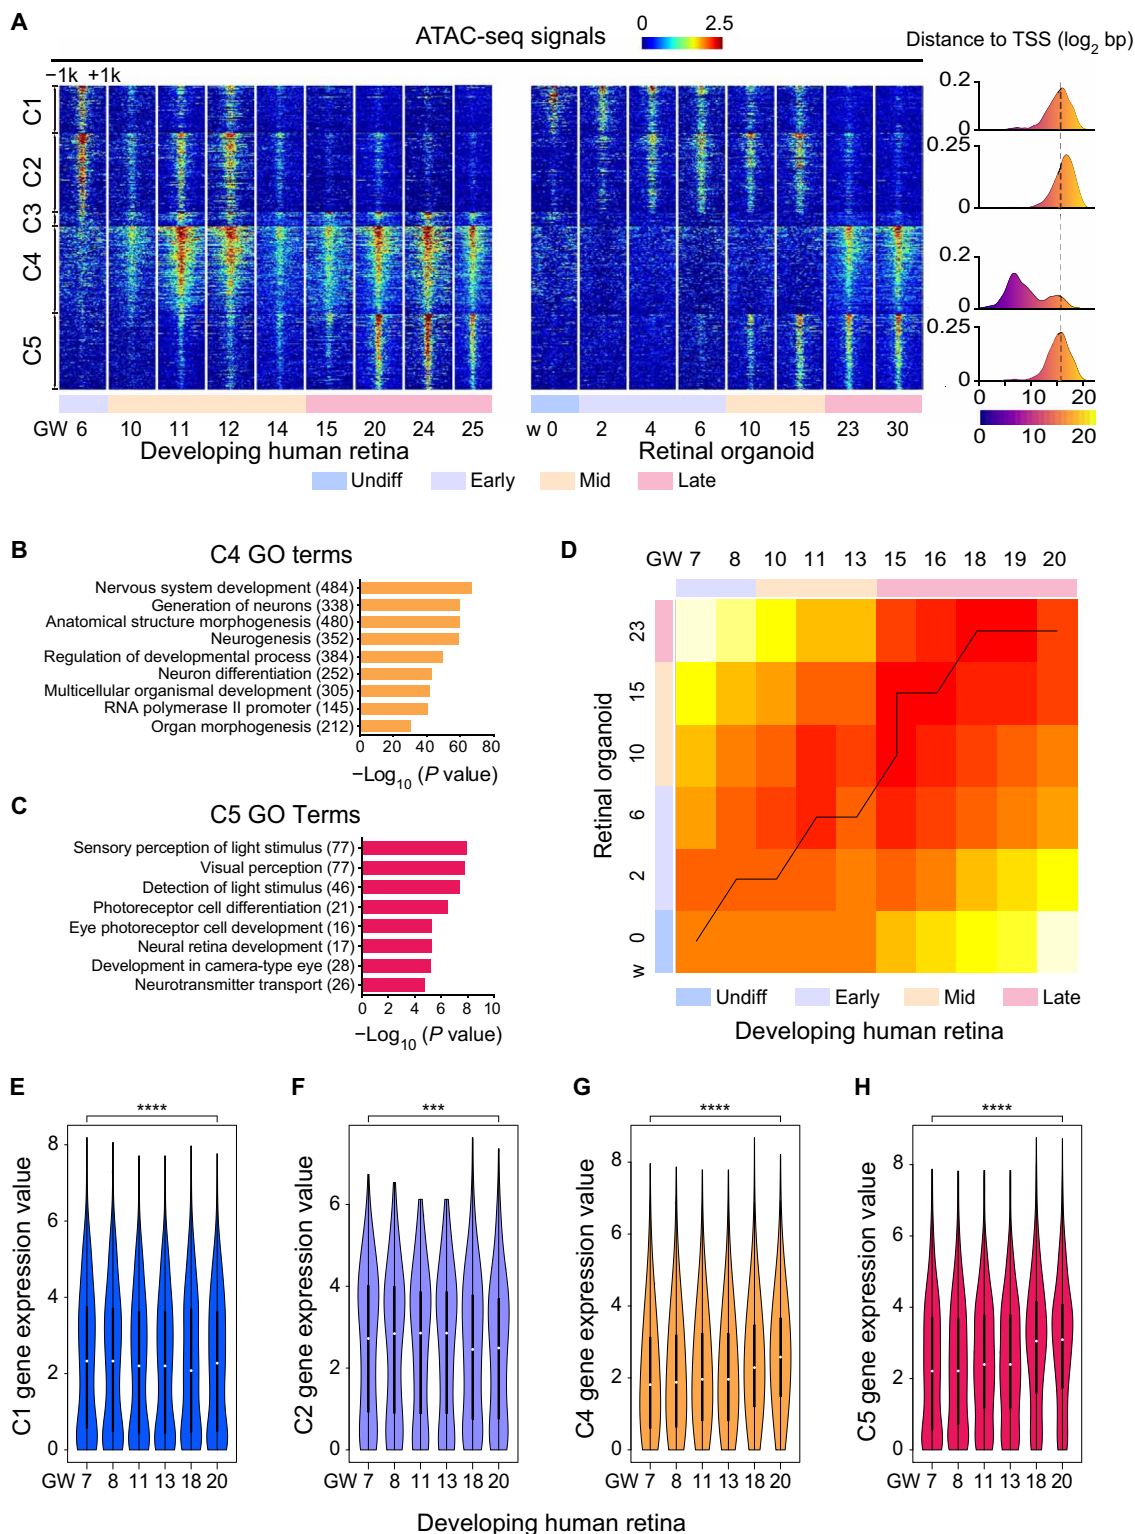 A
ATAC-seq signals
0 2.5
Distance to TSS (log2 bp)
−1k +1k
C1
C2
C3
C4
C5
0.2
0
0.25
0
0.2
0
0.25
0
0 10 20
0 10 20
GW 6 10 11 12 14 15 20 24 25
Developing human retina
w 0 2 4 6 10 15 23 30
Retinal organoid
Undiff Early Mid Late
B
C4 GO terms
Nervous system development (484)
Generation of neurons (338)
Anatomical structure morphogenesis (480)
Neurogenesis (352)
Regulation of developmental process (384)
Neuron differentiation (252)
Multicellular organismal development (305)
RNA polymerase II promoter (145)
Organ morphogenesis (212)
0 20 40 60 80
−Log10 (P value)
C
C5 GO Terms
Sensory perception of light stimulus (77)
Visual perception (77)
Detection of light stimulus (46)
Photoreceptor cell differentiation (21)
Eye photoreceptor cell development (16)
Neural retina development (17)
Development in camera-type eye (28)
Neurotransmitter transport (26)
0 2 4 6 8 10
−Log10 (P value)
D
GW 7 8 10 11 13 15 16 18 19 20
Retinal organoid
23
15
10
6
2
0
w
Undiff Early Mid Late
Developing human retina
E
****
C1 gene expression value
8
6
4
2
0
GW 7 8 11 13 18 20
F
***
C2 gene expression value
6
4
2
0
GW 7 8 11 13 18 20
G
****
C4 gene expression value
8
6
4
2
0
GW 7 8 11 13 18 20
H
****
C5 gene expression value
8
6
4
2
0
GW 7 8 11 13 18 20
Developing human retina